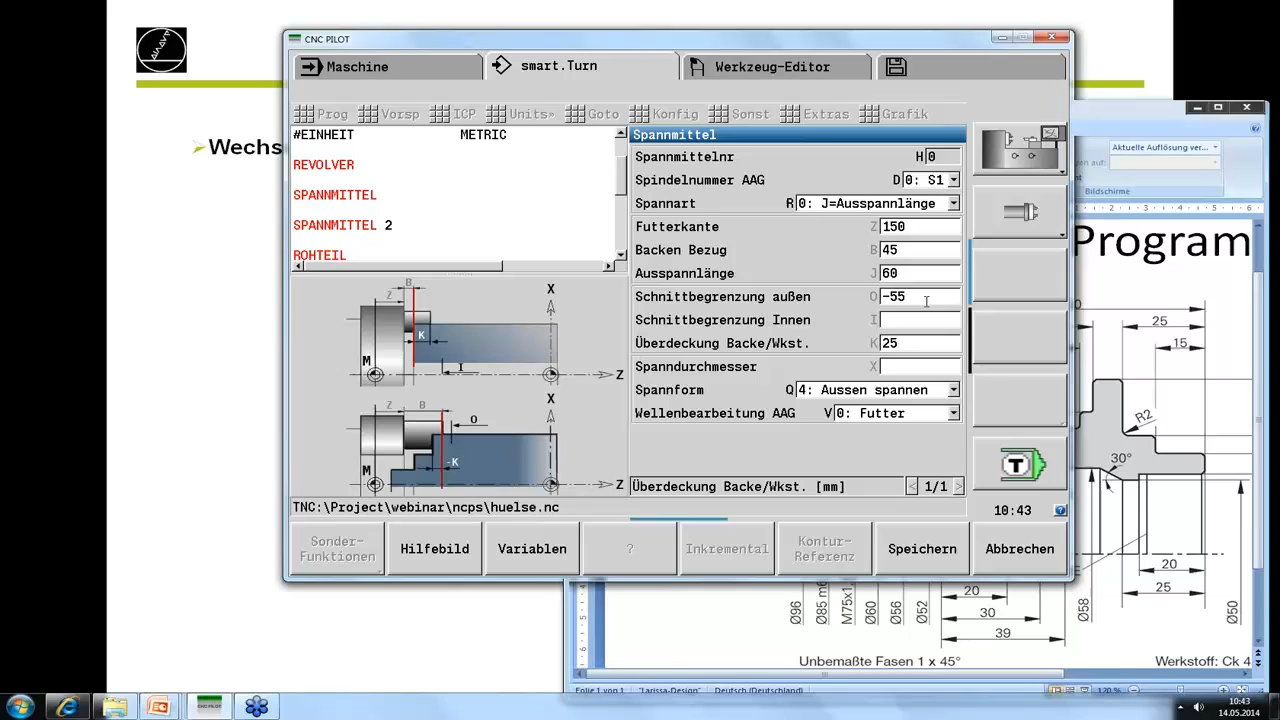 CNC PILOT
Maschine
smart.Turn
Werkzeug-Editor
Prog
Vorsp
ICP
Units»
Goto
Konfig
Sonst
Extras
Grafik
#EINHEIT METRIC
REVOLVER
SPANNMITTEL
SPANNMITTEL 2
ROHTEIL
Spannmittel
Spannmittelnr H 0
Spindelnummer AAG D 0: S1
Spannart R 0: J=Ausspannlänge
Futterkante Z 150
Backen Bezug B 45
Ausspannlänge J 60
Schnittbegrenzung außen O -55
Schnittbegrenzung Innen I
Überdeckung Backe/Wkst. K 25
Spanndurchmesser X
Spannform Q 4: Aussen spannen
Wellenbearbeitung AAG V 0: Futter
Überdeckung Backe/Wkst. [mm] < 1/1 >
B
Z
X
K
M
I
Z
X
Z
B
O
-K
M
Z
TNC:\Project\webinar\ncps\huelse.nc
10:43
T
Sonder-
Funktionen
Hilfebild
Variablen
?
Inkremental
Kontur-
Referenz
Speichern
Abbrechen
Wechs
Aktuelle Auflösung ver...
Bildschirme
Program
25
15
R2
30°
20
25
20
30
39
Ø96
Ø85 m6
M75x1,
Ø60
Ø56
Ø52
Ø58
Ø50
Unbemaßte Fasen 1 x 45°
Werkstoff: Ck 4
Folie 1 von 1
"Larissa-Design"
Deutsch (Deutschland)
120 %
10:43
14.05.2014